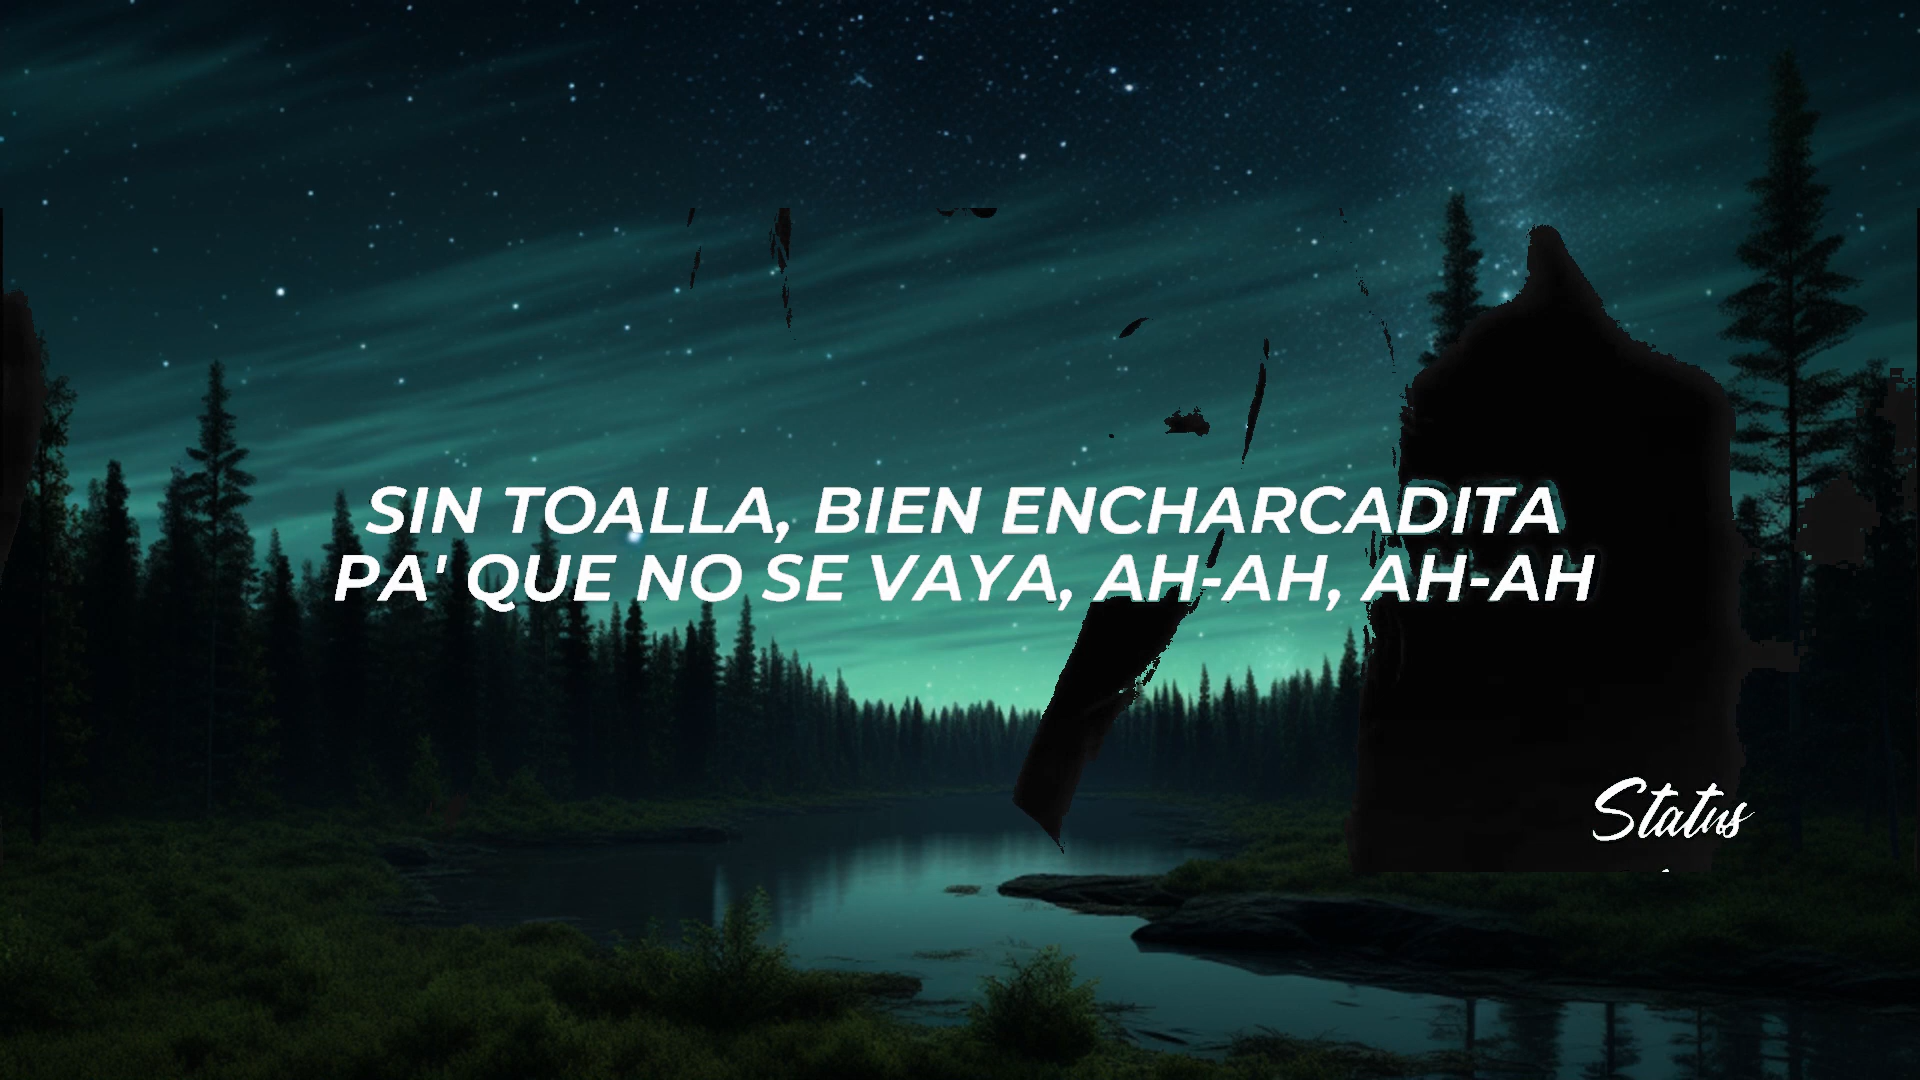 SIN TOALLA, BIEN ENCHARCADITA
PA' QUE NO SE VAYA, AH-AH, AH-AH
Status